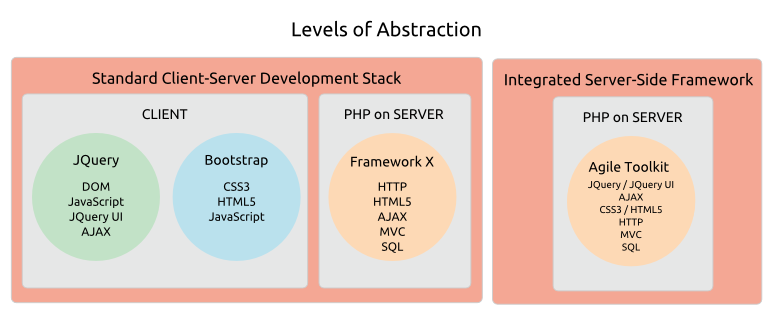 Levels of Abstraction
Standard Client-Server Development Stack
CLIENT
JQuery
DOM
JavaScript
JQuery UI
AJAX
Bootstrap
CSS3
HTML5
JavaScript
PHP on SERVER
Framework X
HTTP
HTML5
AJAX
MVC
SQL
Integrated Server-Side Framework
PHP on SERVER
Agile Toolkit
JQuery / JQuery UI
AJAX
CSS3 / HTML5
HTTP
MVC
SQL